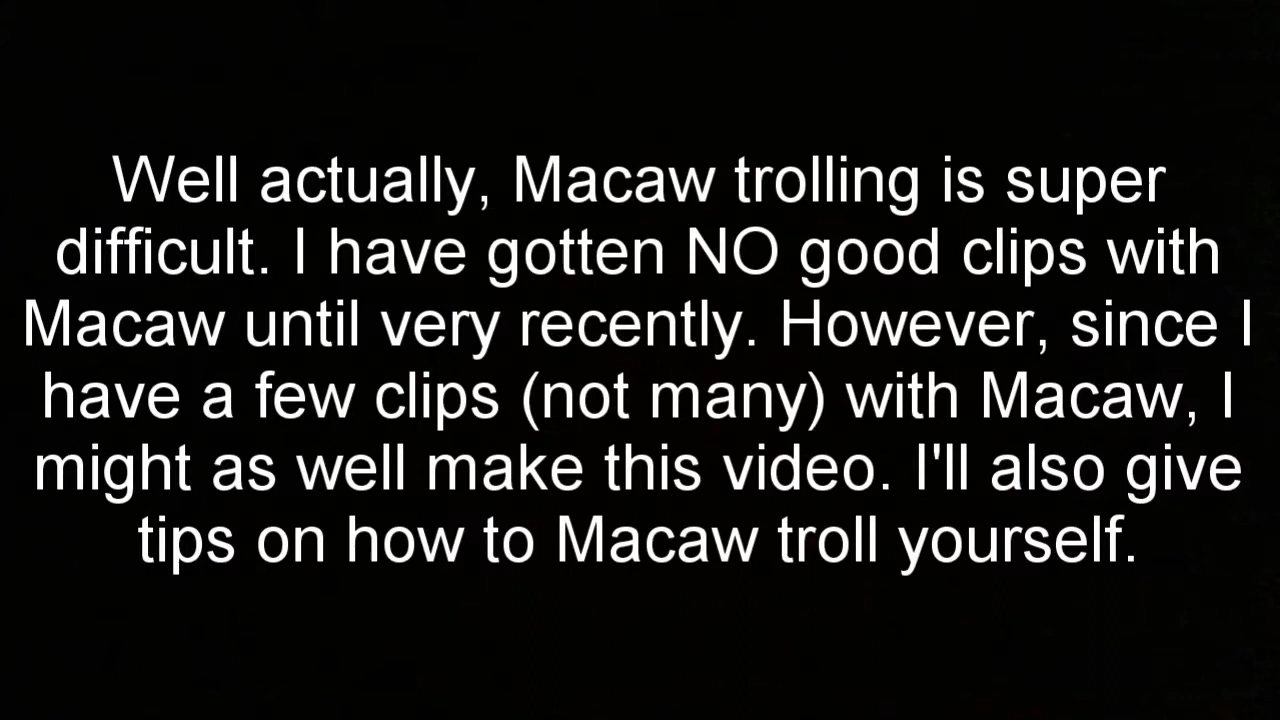 Well actually, Macaw trolling is super
difficult. I have gotten NO good clips with
Macaw until very recently. However, since I
have a few clips (not many) with Macaw, I
might as well make this video. I'll also give
tips on how to Macaw troll yourself.